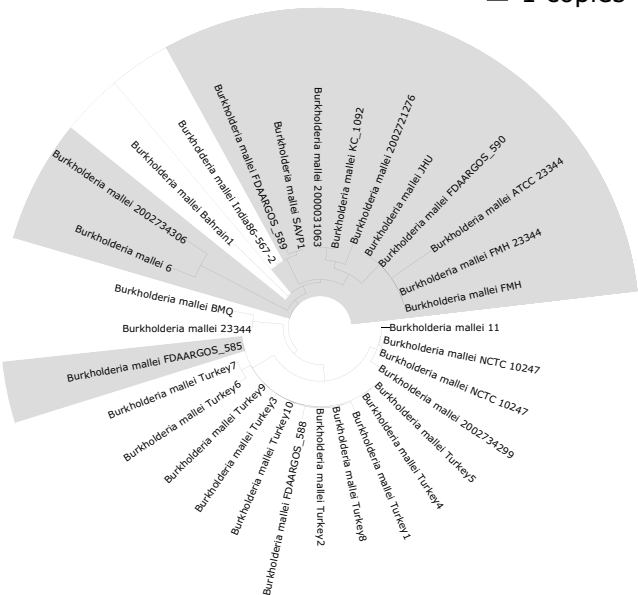 1 copies
Burkholderia mallei FDAARGOS_589
Burkholderia mallei SAVP1
Burkholderia mallei 2000031063
Burkholderia mallei KC_1092
Burkholderia mallei 2002721276
Burkholderia mallei JHU
Burkholderia mallei FDAARGOS_590
Burkholderia mallei ATCC 23344
Burkholderia mallei FMH 23344
Burkholderia mallei FMH
Burkholderia mallei 11
Burkholderia mallei NCTC 10247
Burkholderia mallei NCTC 10247
Burkholderia mallei 2002734299
Burkholderia mallei Turkey5
Burkholderia mallei Turkey4
Burkholderia mallei Turkey1
Burkholderia mallei Turkey8
Burkholderia mallei Turkey2
Burkholderia mallei FDAARGOS_588
Burkholderia mallei Turkey10
Burkholderia mallei Turkey3
Burkholderia mallei Turkey9
Burkholderia mallei Turkey6
Burkholderia mallei Turkey7
Burkholderia mallei FDAARGOS_585
Burkholderia mallei 23344
Burkholderia mallei BMQ
Burkholderia mallei 6
Burkholderia mallei 2002734306
Burkholderia mallei Bahrain1
Burkholderia mallei India86-567-2